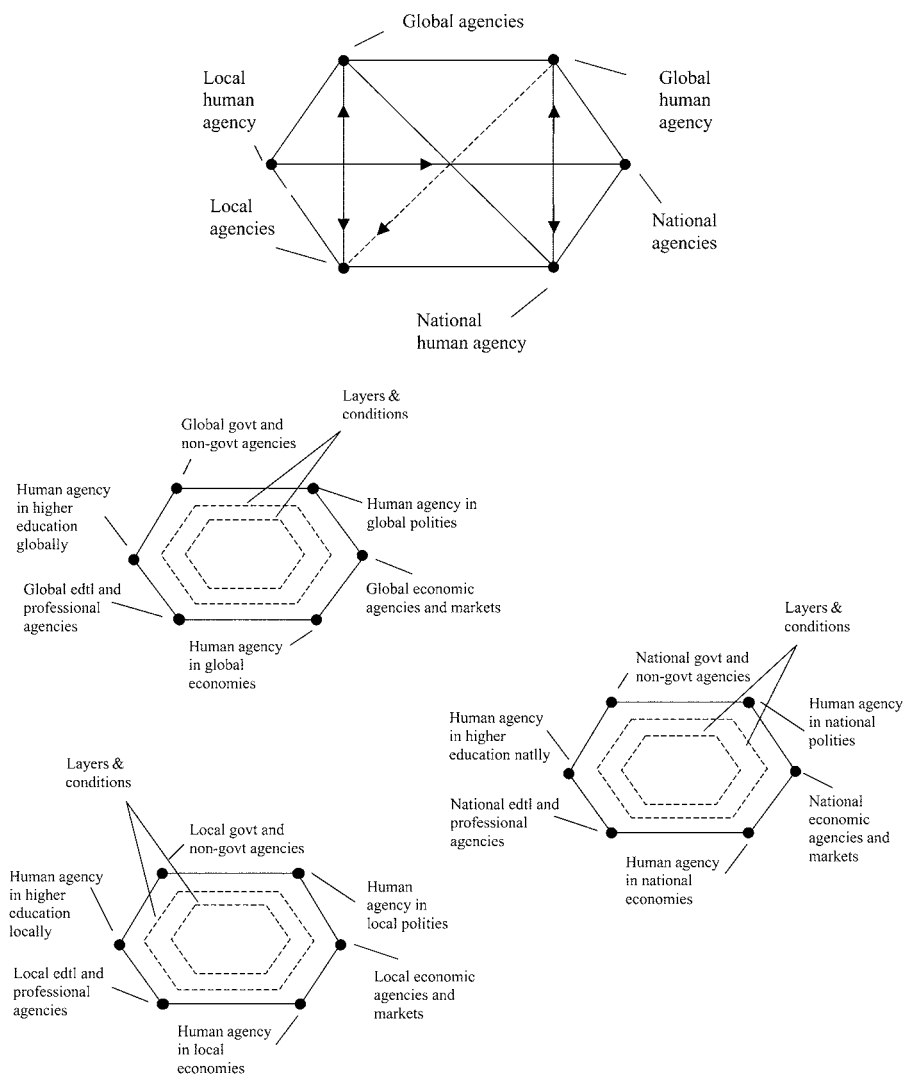 Global agencies
Local
human
agency
Global
human
agency
Local
agencies
National
agencies
National
human agency
Layers &
conditions
Global govt and
non-govt agencies
Human agency
in higher
education
globally
Human agency in
global polities
Global edtl and
professional
agencies
Global economic
agencies and markets
Human agency
in global
economies
Layers &
conditions
National govt and
non-govt agencies
Human agency
in national
polities
Human agency
in higher
education natlly
National edtl and
professional
agencies
National
economic
agencies and
markets
Human agency
in national
economies
Layers &
conditions
Local govt and
non-govt agencies
Human agency
in higher
education
locally
Human
agency in
local polities
Local edtl and
professional
agencies
Local economic
agencies and
markets
Human agency
in local
economies